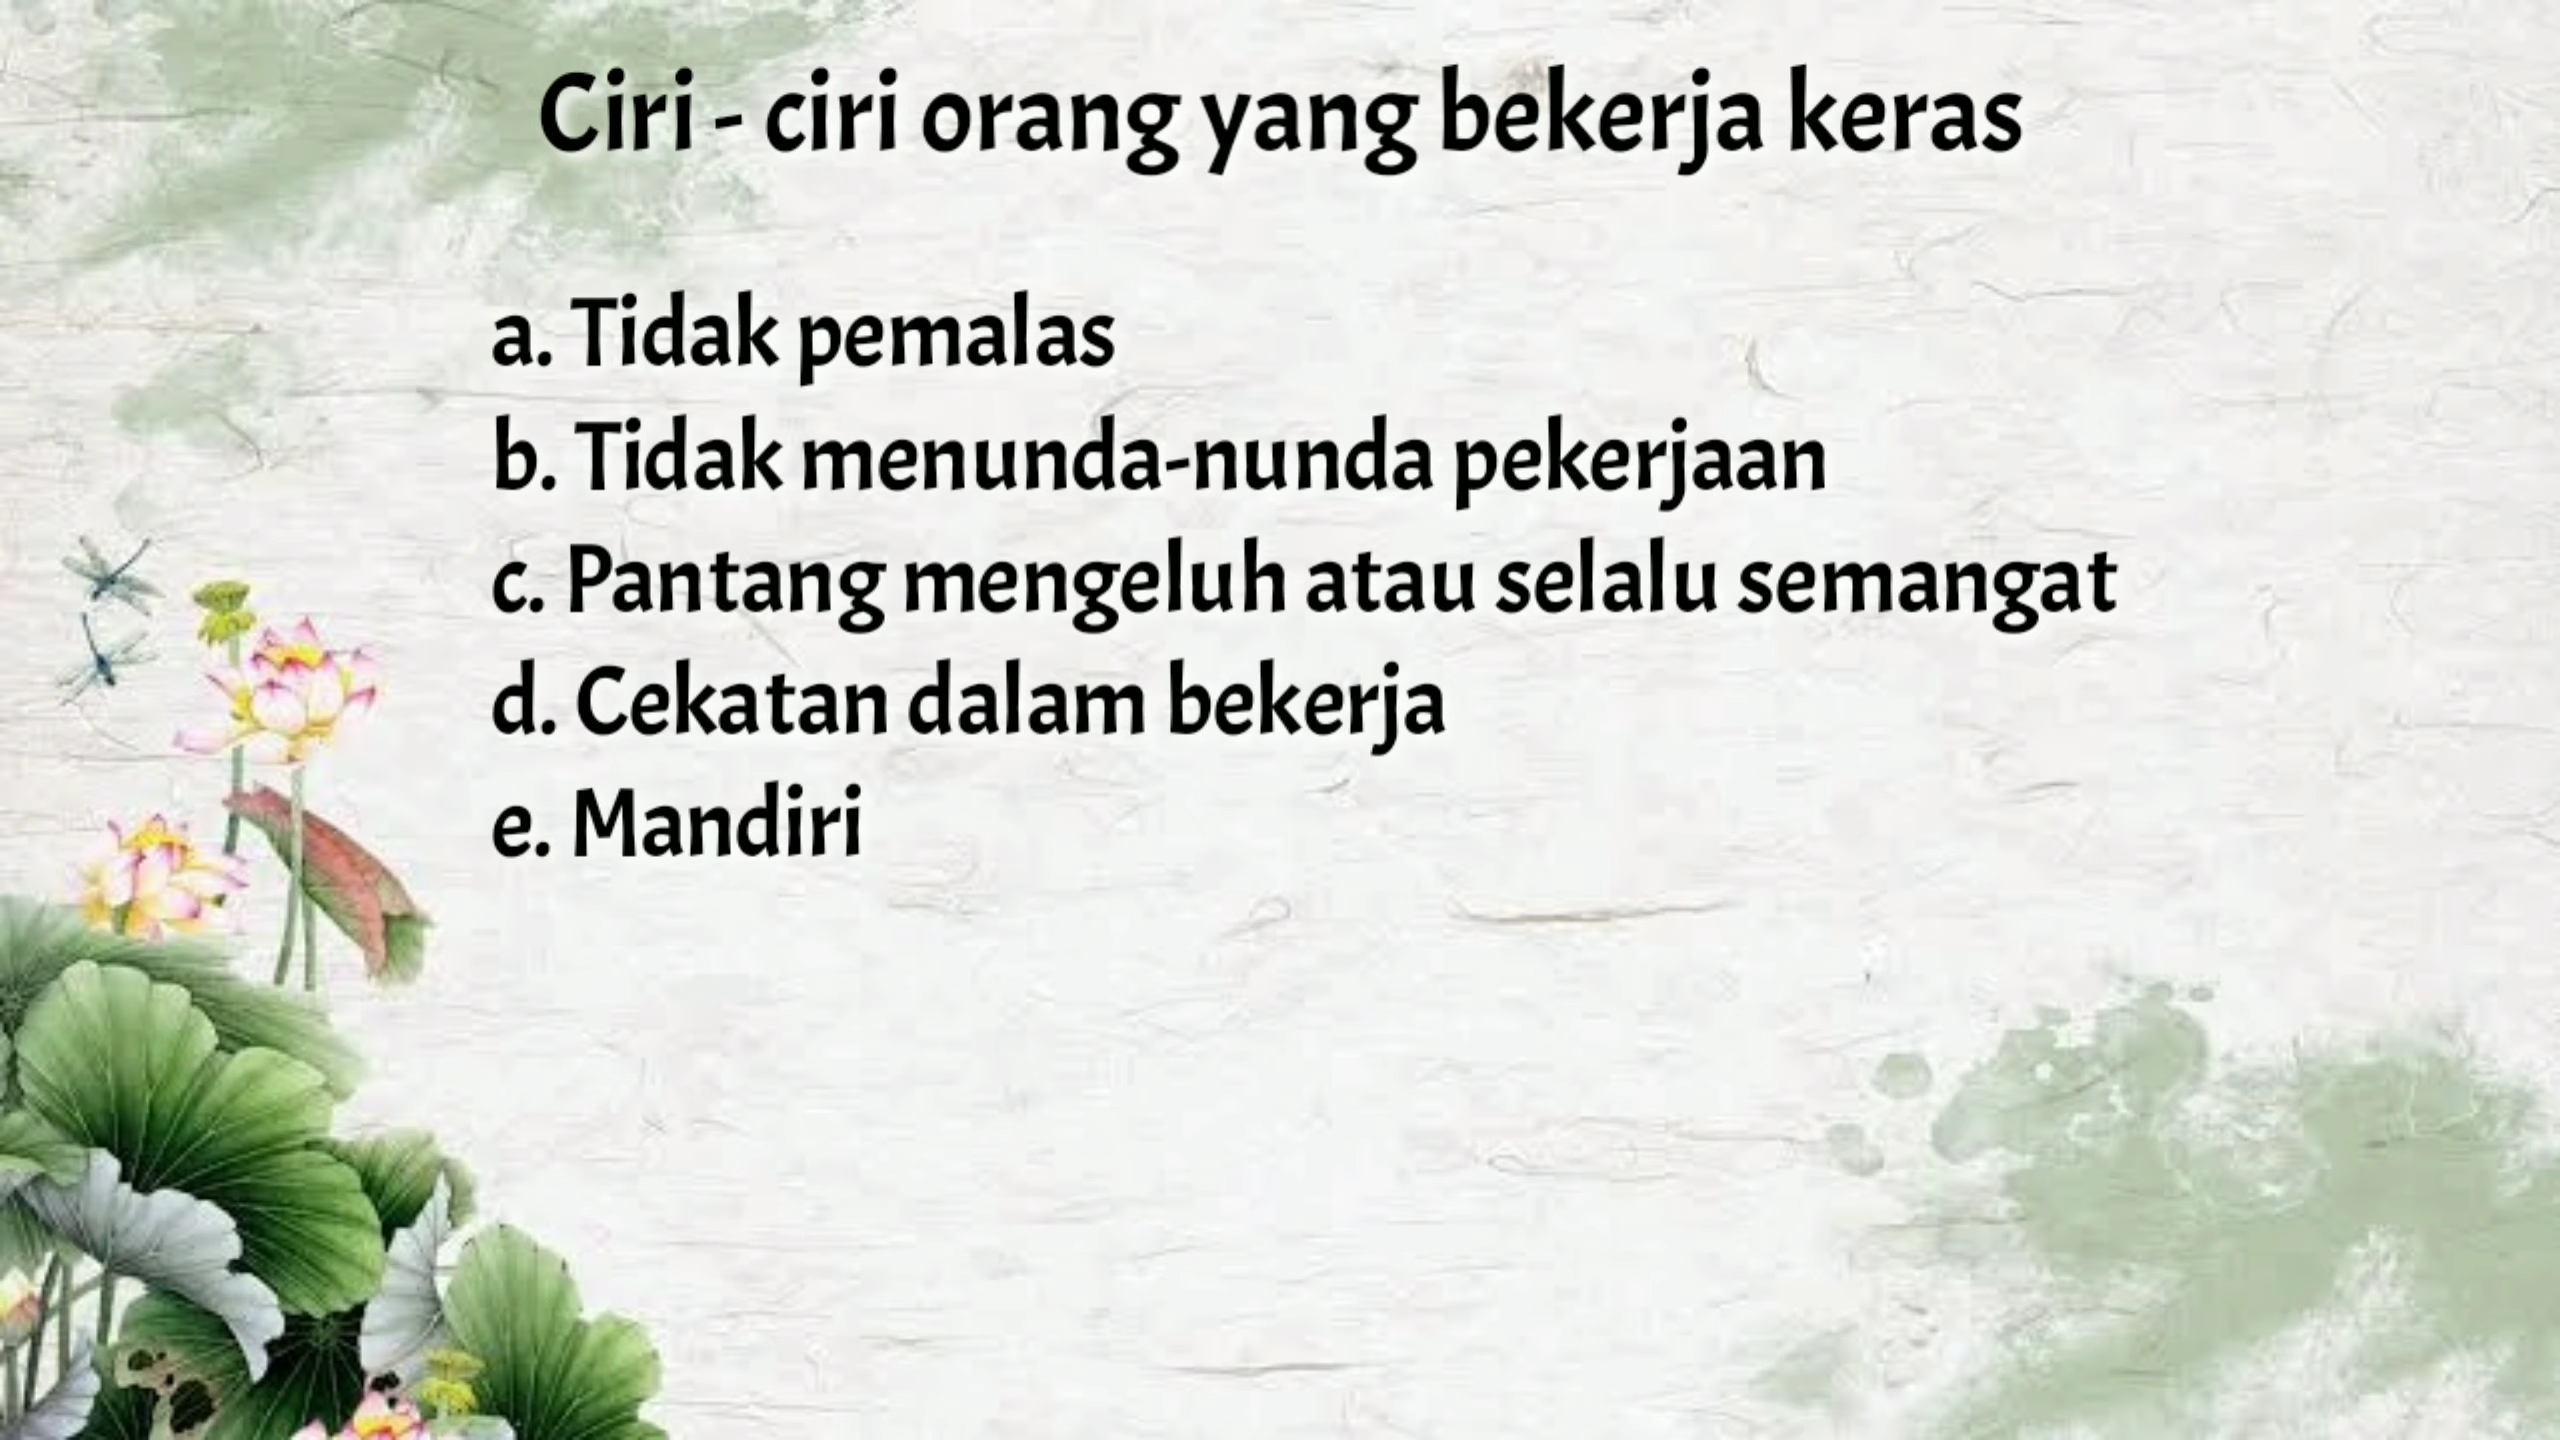 Ciri - ciri orang yang bekerja keras
a. Tidak pemalas
b. Tidak menunda-nunda pekerjaan
c. Pantang mengeluh atau selalu semangat
d. Cekatan dalam bekerja
e. Mandiri